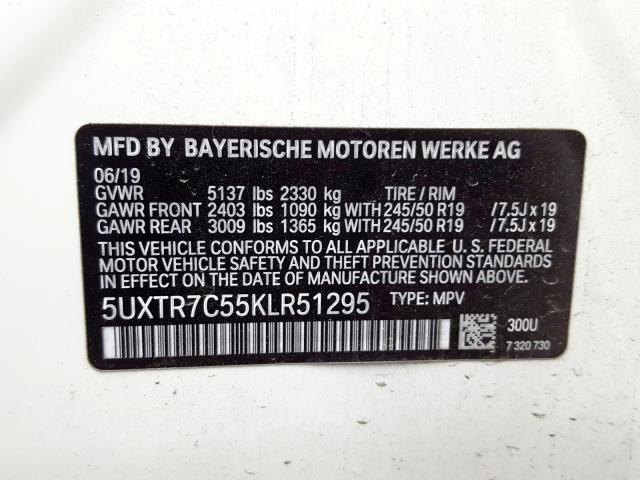 MFD BY BAYERISCHE MOTOREN WERKE AG
06/19
GVWR 5137 lbs 2330 kg TIRE / RIM
GAWR FRONT 2403 lbs 1090 kg WITH 245/50 R19 /7.5J x 19
GAWR REAR 3009 lbs 1365 kg WITH 245/50 R19 /7.5J x 19
THIS VEHICLE CONFORMS TO ALL APPLICABLE U. S. FEDERAL
MOTOR VEHICLE SAFETY AND THEFT PREVENTION STANDARDS
IN EFFECT ON THE DATE OF MANUFACTURE SHOWN ABOVE.
5UXTR7C55KLR51295 TYPE: MPV
300U
7 320 730